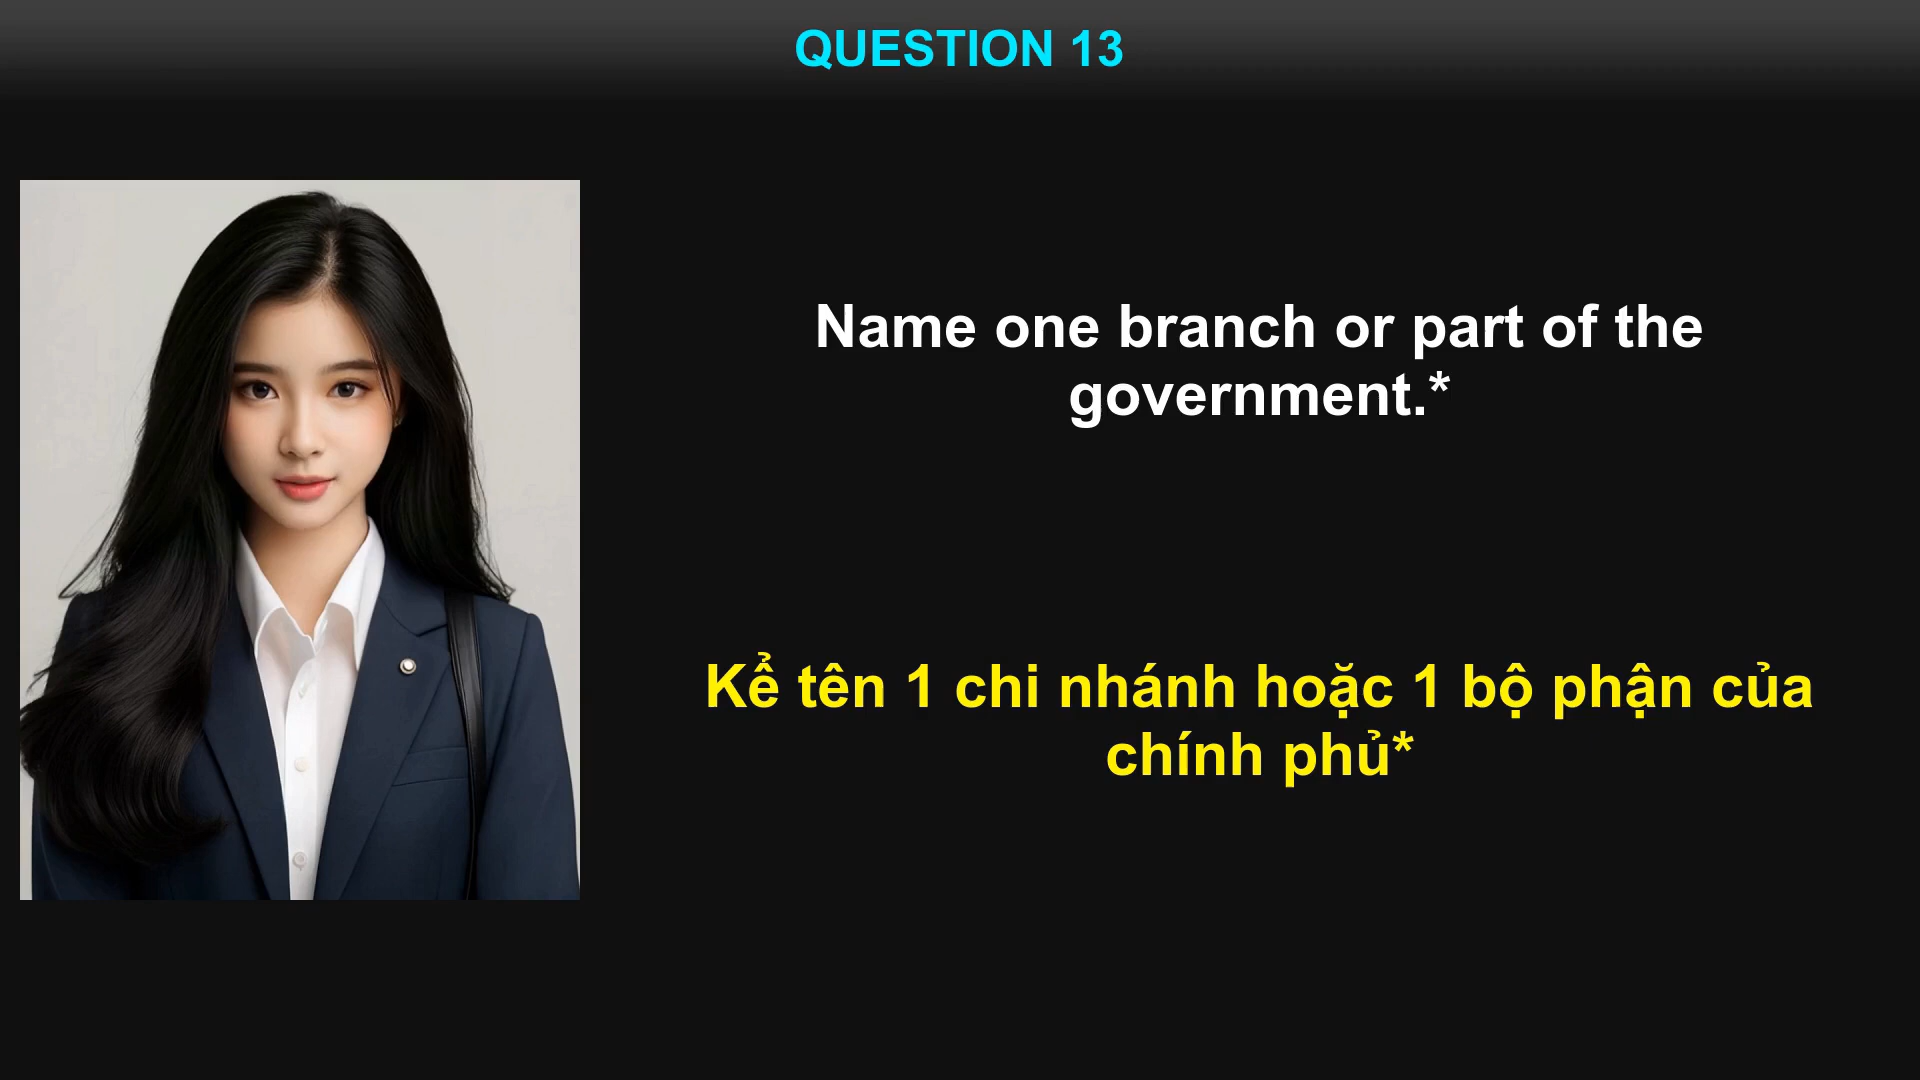 QUESTION 13
Name one branch or part of the
government.*
Kể tên 1 chi nhánh hoặc 1 bộ phận của
chính phủ*